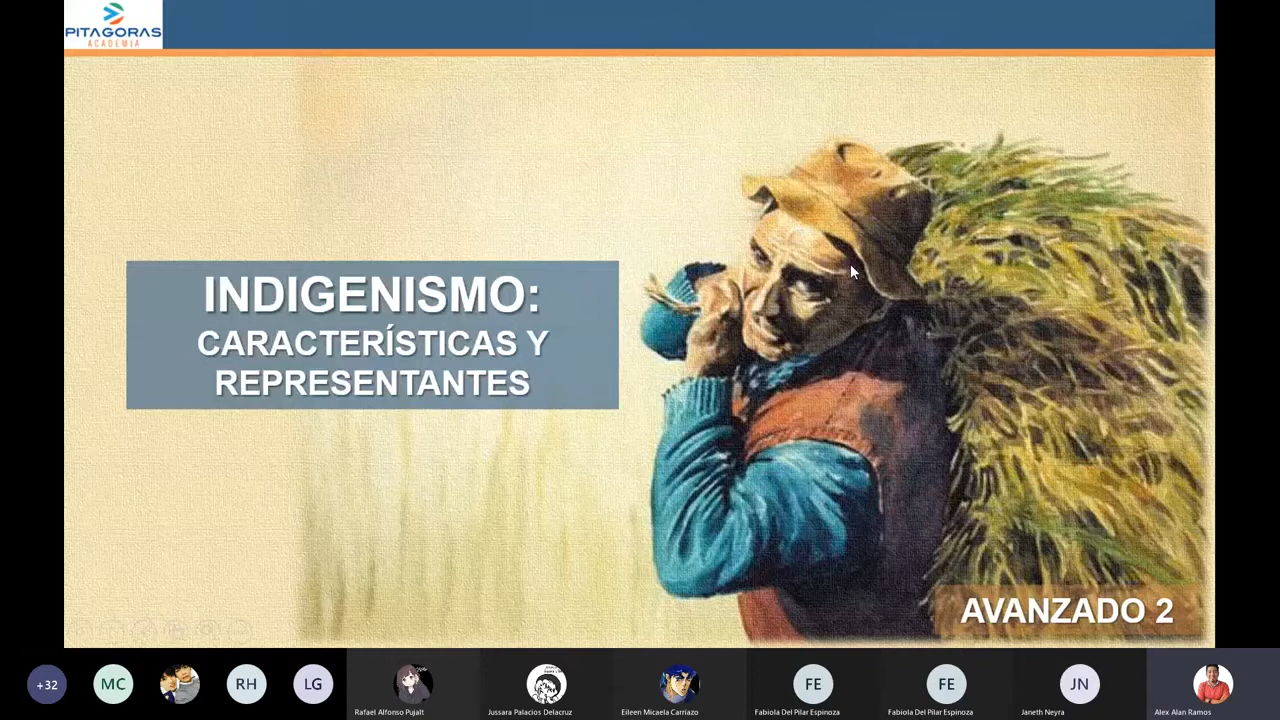 PITAGORAS
ACADEMIA
INDIGENISMO:
CARACTERÍSTICAS Y
REPRESENTANTES
AVANZADO 2
+32
MC
RH
LG
FE
FE
JN
Rafael Alfonso Pujalt
Jussara Palacios Delacruz
Eileen Micaela Carriazo
Fabiola Del Pilar Espinoza
Fabiola Del Pilar Espinoza
Janeth Neyra
Alex Alan Ramos